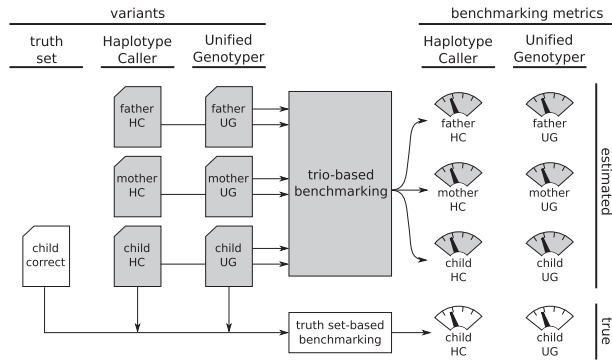 variants
benchmarking metrics
truth
set
Haplotype
Caller
Unified
Genotyper
Haplotype
Caller
Unified
Genotyper
father
HC
father
UG
mother
HC
mother
UG
child
correct
child
HC
child
UG
trio-based
benchmarking
truth set-based
benchmarking
father
HC
father
UG
mother
HC
mother
UG
child
HC
child
UG
child
HC
child
UG
estimated
true